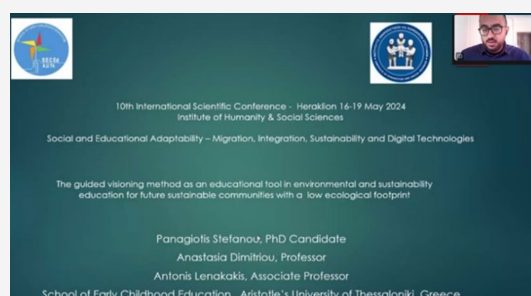 10th International Scientific Conference - Heraklion 16-19 May 2024
Institute of Humanity & Social Sciences
Social and Educational Adaptability – Migration, Integration, Sustainability and Digital Technologies
The guided visioning method as an educational tool in environmental and sustainability
education for future sustainable communities with a low ecological footprint
Panagiotis Stefanou, PhD Candidate
Anastasia Dimitriou, Professor
Antonis Lenakakis, Associate Professor
School of Early Childhood Education, Aristotle's University of Thessaloniki, Greece